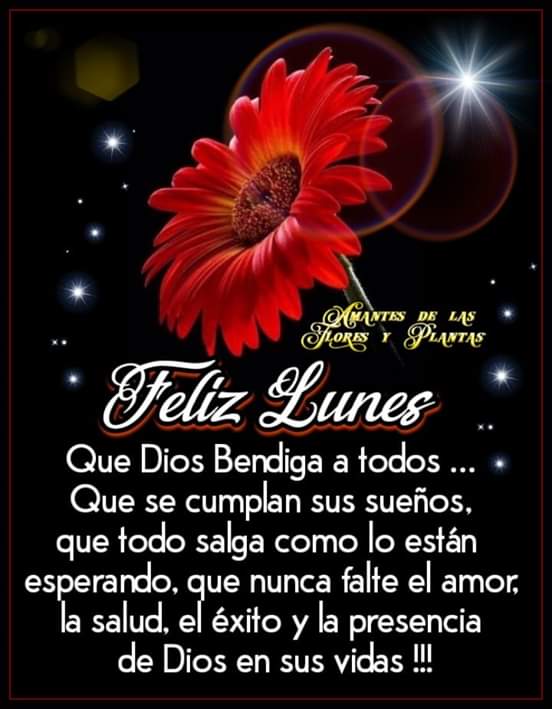 Amantes de las
Flores y Plantas
Feliz Lunes
Que Dios Bendiga a todos ...
Que se cumplan sus sueños,
que todo salga como lo están
esperando, que nunca falte el amor,
la salud, el éxito y la presencia
de Dios en sus vidas !!!